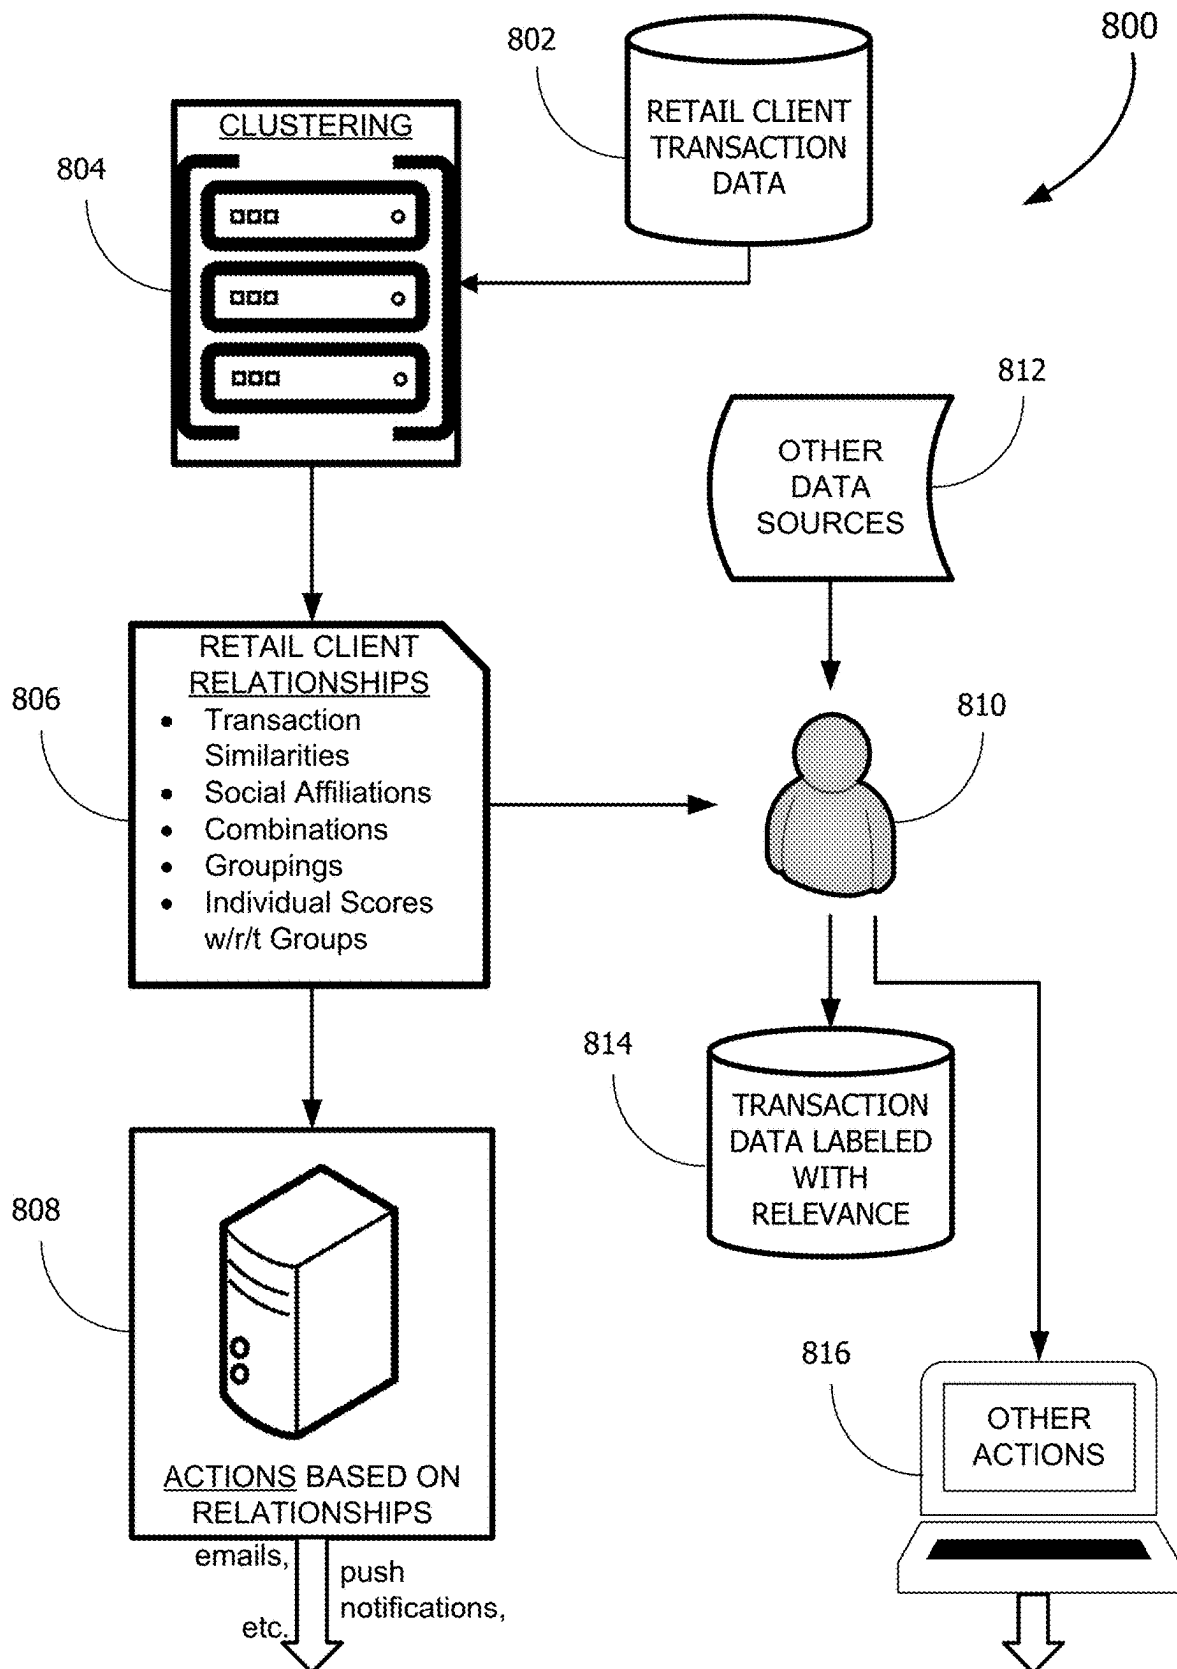 800
802
RETAIL CLIENT
TRANSACTION
DATA
CLUSTERING
804
812
OTHER
DATA
SOURCES
RETAIL CLIENT
RELATIONSHIPS
• Transaction
Similarities
• Social Affiliations
• Combinations
• Groupings
• Individual Scores
w/r/t Groups
806
810
814
TRANSACTION
DATA LABELED
WITH
RELEVANCE
808
ACTIONS BASED ON
RELATIONSHIPS
816
OTHER
ACTIONS
emails,
push
notifications,
etc.